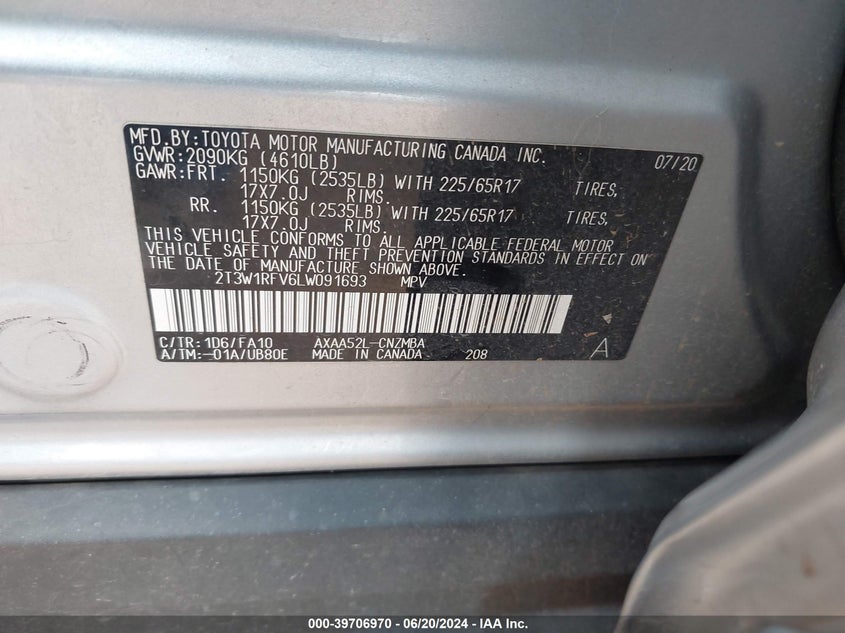 MFD.BY:TOYOTA MOTOR MANUFACTURING CANADA INC. 07/20
GVWR:2090KG (4610LB)
GAWR:FRT. 1150KG (2535LB) WITH 225/65R17 TIRES,
17X7.0J RIMS.
RR. 1150KG (2535LB) WITH 225/65R17 TIRES,
17X7.0J RIMS.
THIS VEHICLE CONFORMS TO ALL APPLICABLE FEDERAL MOTOR
VEHICLE SAFETY AND THEFT PREVENTION STANDARDS IN EFFECT ON
THE DATE OF MANUFACTURE SHOWN ABOVE.
2T3W1RFV6LW091693 MPV
C/TR:1D6/FA10 AXAA52L-CNZMBA
A/TM:-01A/UB80E MADE IN CANADA 208 A
000-39706970 - 06/20/2024 - IAA Inc.